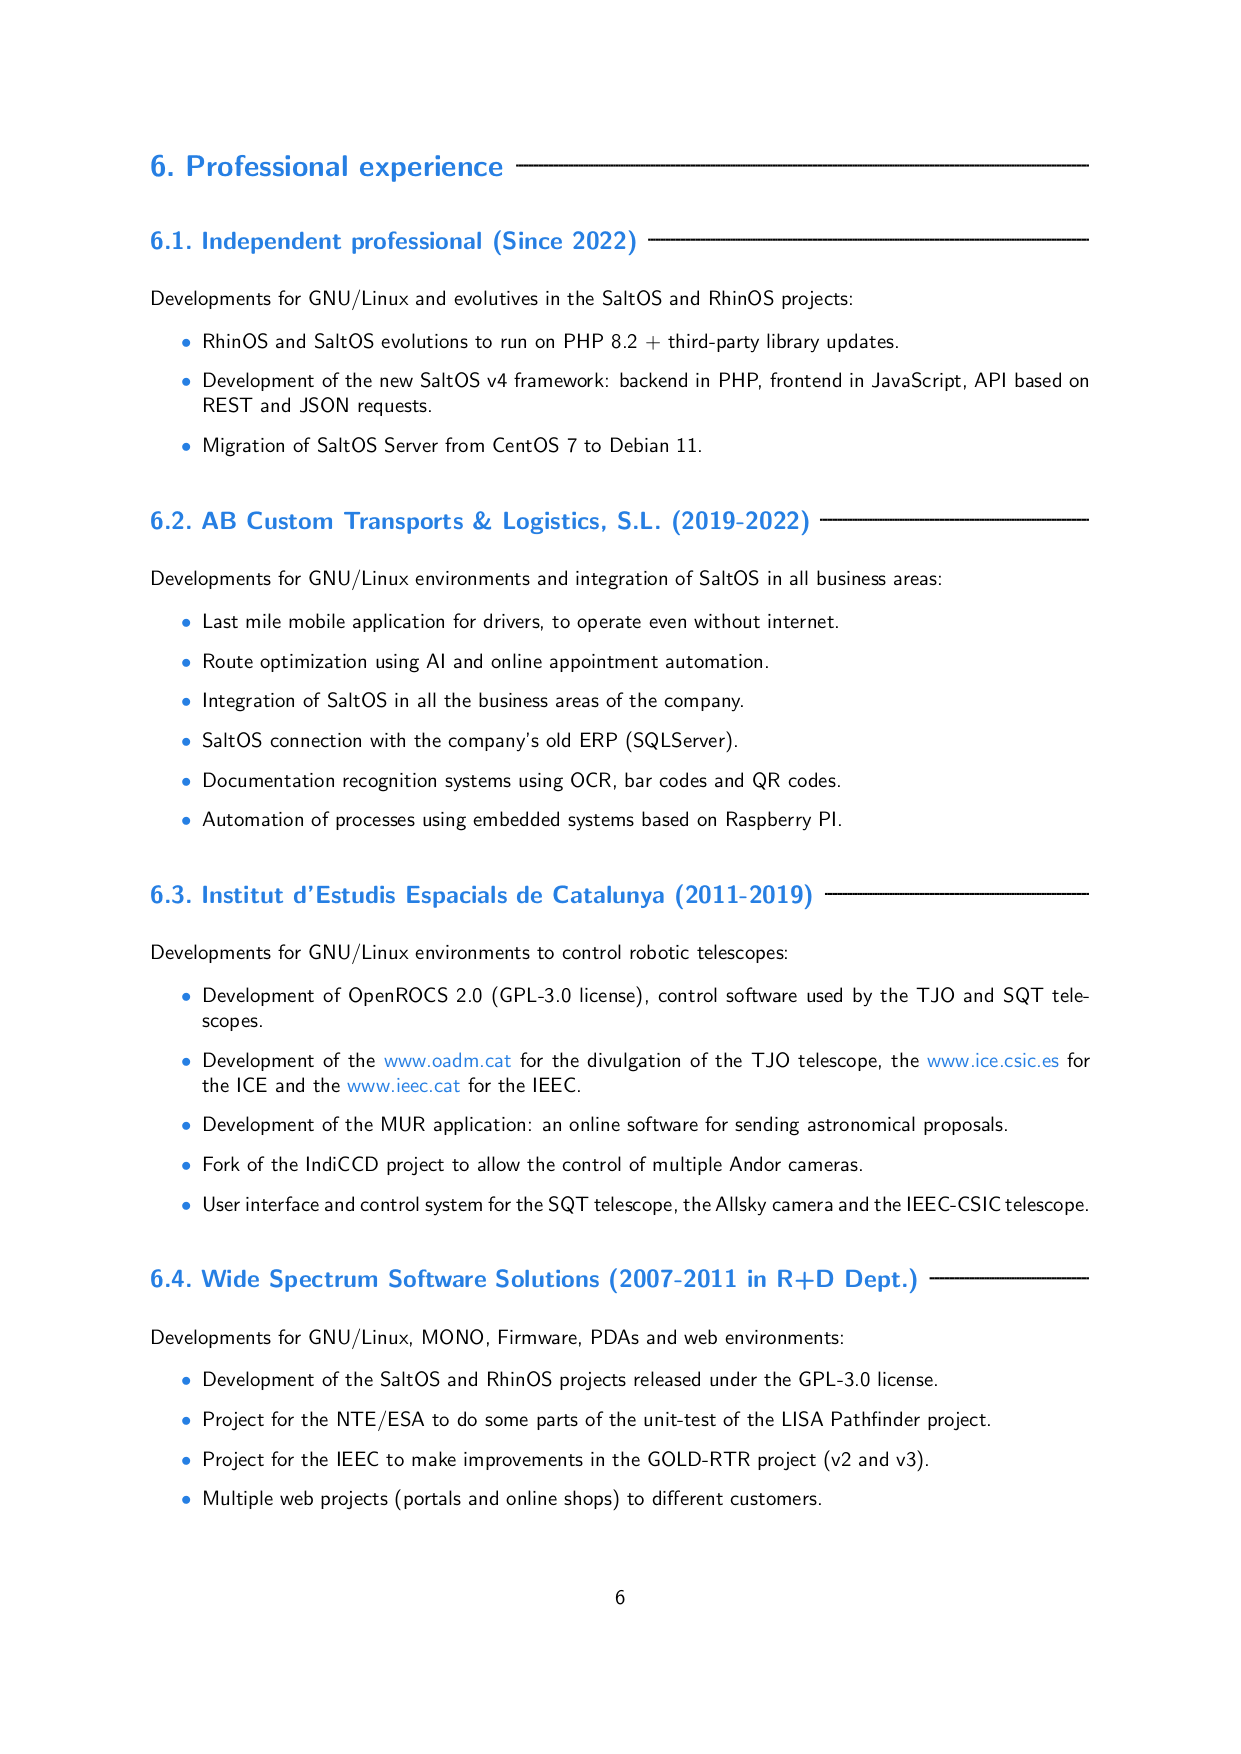 6. Professional experience
6.1. Independent professional (Since 2022)
Developments for GNU/Linux and evolutives in the SaltOS and RhinOS projects:
• RhinOS and SaltOS evolutions to run on PHP 8.2 + third-party library updates.
• Development of the new SaltOS v4 framework: backend in PHP, frontend in JavaScript, API based on
REST and JSON requests.
• Migration of SaltOS Server from CentOS 7 to Debian 11.
6.2. AB Custom Transports & Logistics, S.L. (2019-2022)
Developments for GNU/Linux environments and integration of SaltOS in all business areas:
• Last mile mobile application for drivers, to operate even without internet.
• Route optimization using AI and online appointment automation.
• Integration of SaltOS in all the business areas of the company.
• SaltOS connection with the company's old ERP (SQLServer).
• Documentation recognition systems using OCR, bar codes and QR codes.
• Automation of processes using embedded systems based on Raspberry PI.
6.3. Institut d'Estudis Espacials de Catalunya (2011-2019)
Developments for GNU/Linux environments to control robotic telescopes:
• Development of OpenROCS 2.0 (GPL-3.0 license), control software used by the TJO and SQT tele-
scopes.
• Development of the www.oadm.cat for the divulgation of the TJO telescope, the www.ice.csic.es for
the ICE and the www.ieec.cat for the IEEC.
• Development of the MUR application: an online software for sending astronomical proposals.
• Fork of the IndiCCD project to allow the control of multiple Andor cameras.
• User interface and control system for the SQT telescope, the Allsky camera and the IEEC-CSIC telescope.
6.4. Wide Spectrum Software Solutions (2007-2011 in R+D Dept.)
Developments for GNU/Linux, MONO, Firmware, PDAs and web environments:
• Development of the SaltOS and RhinOS projects released under the GPL-3.0 license.
• Project for the NTE/ESA to do some parts of the unit-test of the LISA Pathfinder project.
• Project for the IEEC to make improvements in the GOLD-RTR project (v2 and v3).
• Multiple web projects (portals and online shops) to different customers.
6